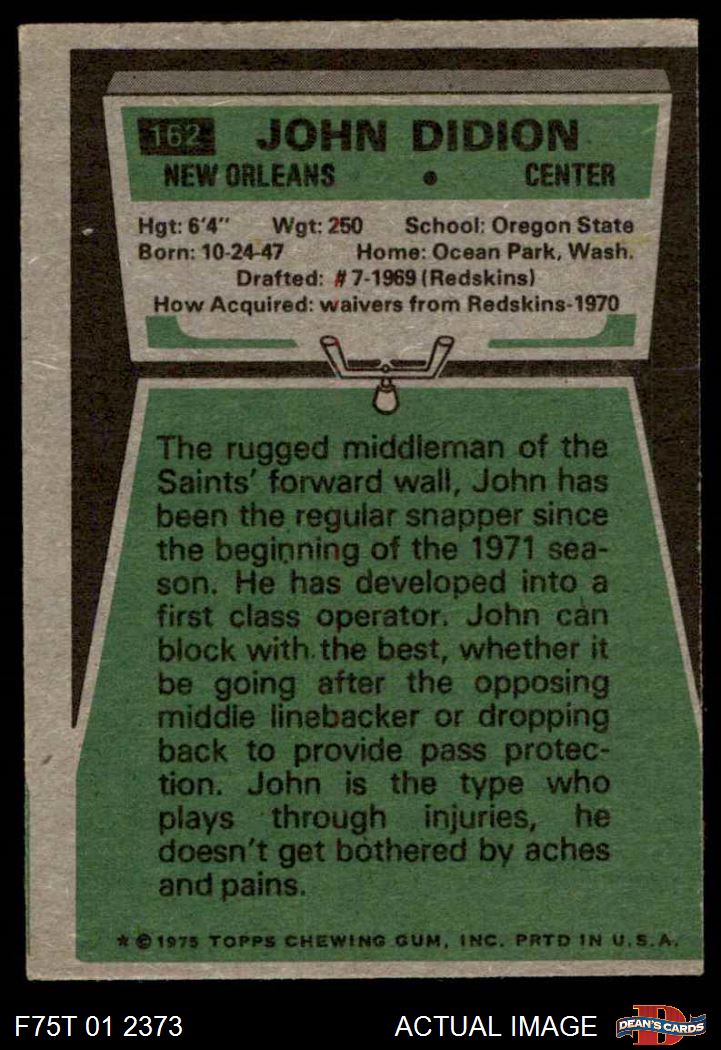 162 JOHN DIDION
NEW ORLEANS • CENTER
Hgt: 6'4" Wgt: 250 School: Oregon State
Born: 10-24-47 Home: Ocean Park, Wash.
Drafted: #7-1969 (Redskins)
How Acquired: waivers from Redskins-1970
The rugged middleman of the
Saints' forward wall, John has
been the regular snapper since
the beginning of the 1971 sea-
son. He has developed into a
first class operator. John can
block with the best, whether it
be going after the opposing
middle linebacker or dropping
back to provide pass protec-
tion. John is the type who
plays through injuries, he
doesn't get bothered by aches
and pains.
* © 1975 TOPPS CHEWING GUM, INC. PRTD IN U.S.A.
F75T 01 2373 ACTUAL IMAGE D DEAN'S CARDS